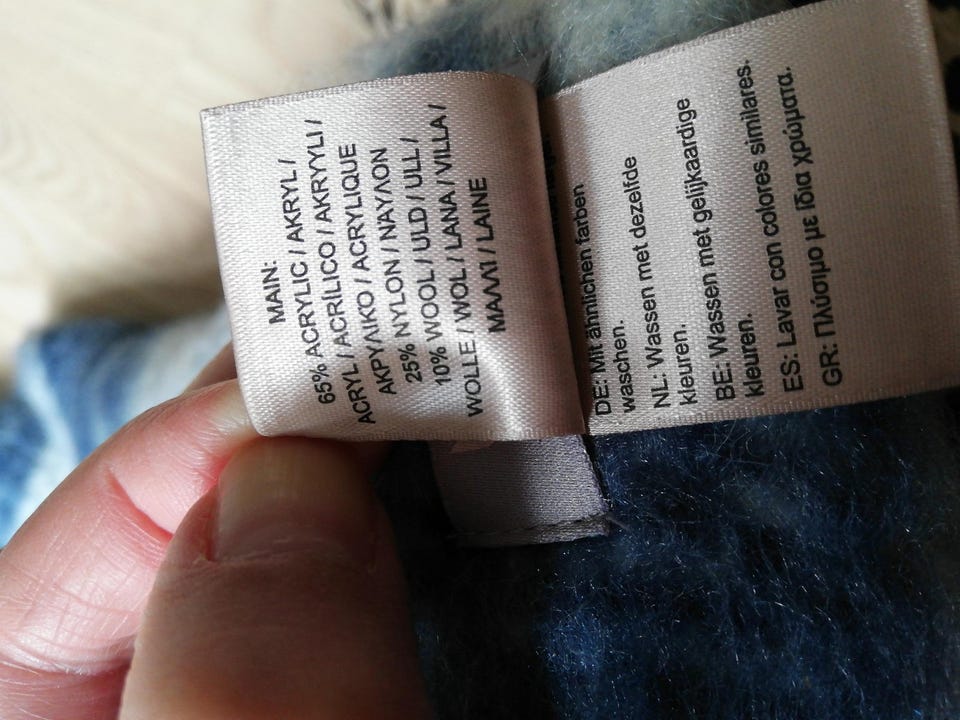 MAIN:
65% ACRYLIC / AKRYL /
ACRYL / ACRÍLICO / AKRYYLI /
ΑΚΡΥΛΙΚΟ / ACRYLIQUE
25% NYLON / ΝΑΥΛΟΝ
10% WOOL / ULD / ULL /
WOLLE / WOL / LANA / VILLA /
ΜΑΛΛΙ / LAINE
DE: Mit ähnlichen farben
waschen.
NL: Wassen met dezelfde
kleuren.
BE: Wassen met gelijkaardige
kleuren.
ES: Lavar con colores similares.
GR: Πλύσιμο με ίδια χρώματα.